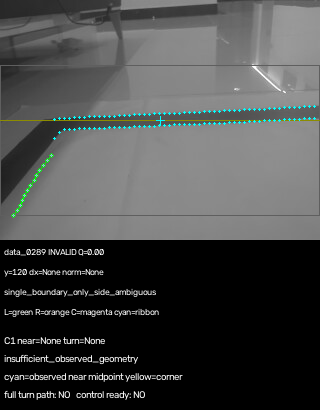 data_0289 INVALID Q=0.00
y=120 dx=None norm=None
single_boundary_only_side_ambiguous
L=green R=orange C=magenta cyan=ribbon
C1 near=None turn=None
insufficient_observed_geometry
cyan=observed near midpoint yellow=corner
full turn path: NO control ready: NO